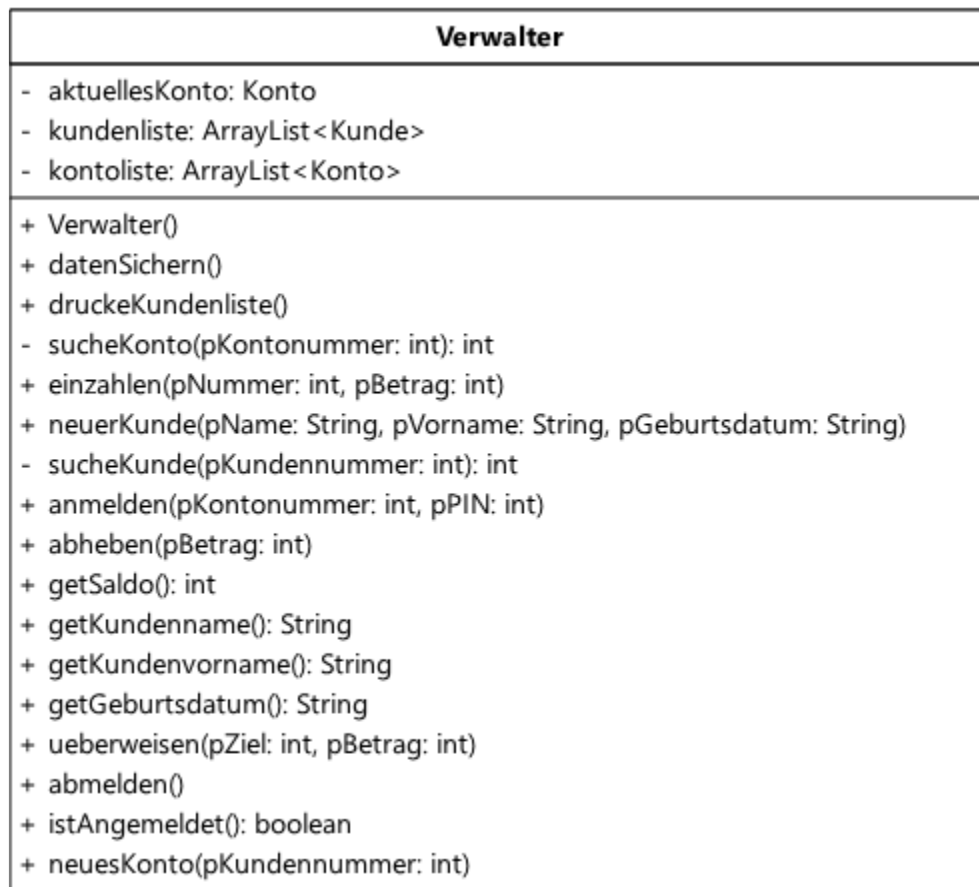 Verwalter
- aktuellesKonto: Konto
- kundenliste: ArrayList<Kunde>
- kontoliste: ArrayList<Konto>
+ Verwalter()
+ datenSichern()
+ druckeKundenliste()
- sucheKonto(pKontonummer: int): int
+ einzahlen(pNummer: int, pBetrag: int)
+ neuerKunde(pName: String, pVorname: String, pGeburtsdatum: String)
- sucheKunde(pKundennummer: int): int
+ anmelden(pKontonummer: int, pPIN: int)
+ abheben(pBetrag: int)
+ getSaldo(): int
+ getKundenname(): String
+ getKundenvorname(): String
+ getGeburtsdatum(): String
+ ueberweisen(pZiel: int, pBetrag: int)
+ abmelden()
+ istAngemeldet(): boolean
+ neuesKonto(pKundennummer: int)